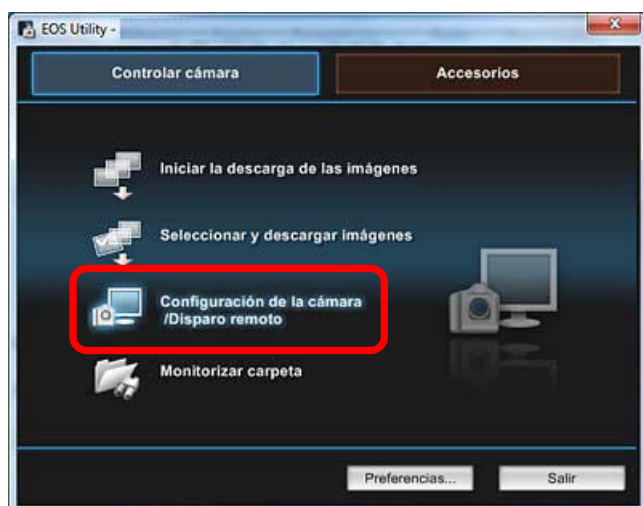 EOS Utility -
Controlar cámara
Accesorios
Iniciar la descarga de las imágenes
Seleccionar y descargar imágenes
Configuración de la cámara
/Disparo remoto
Monitorizar carpeta
Preferencias...
Salir